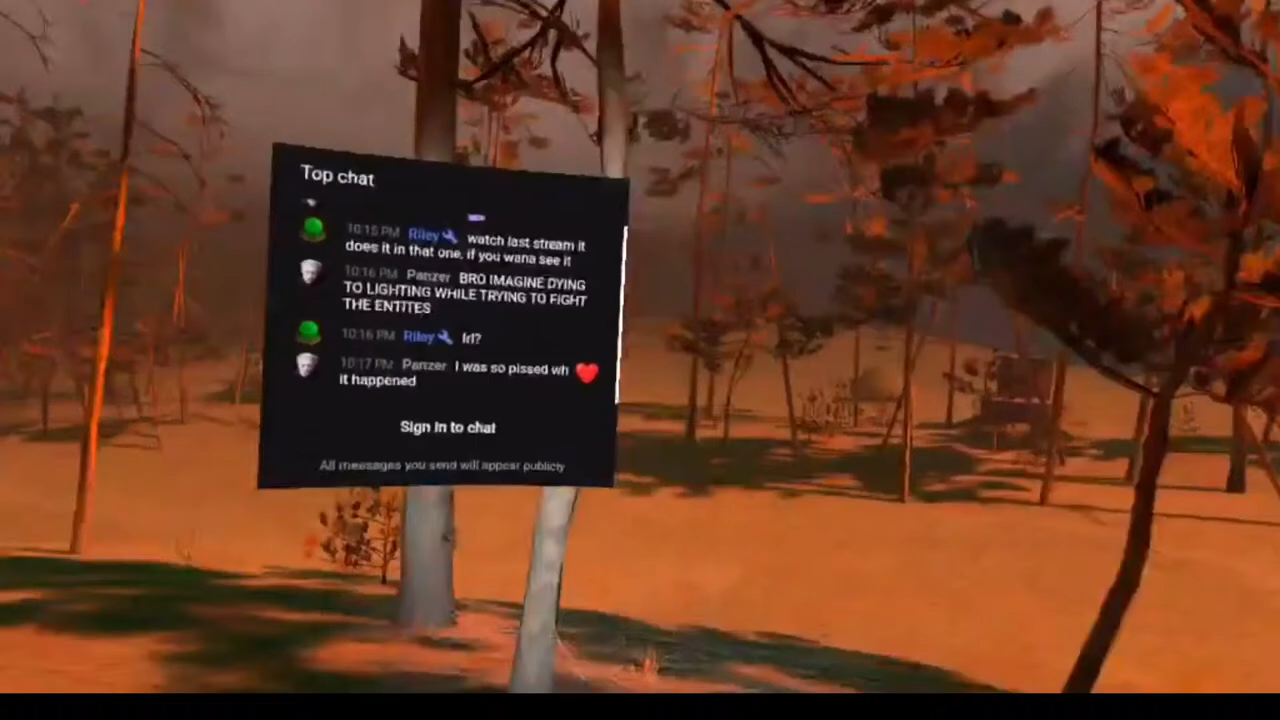 Top chat
10:15 PM Riley watch last stream it
does it in that one, if you wana see it
10:16 PM Panzer BRO IMAGINE DYING
TO LIGHTING WHILE TRYING TO FIGHT
THE ENTITES
10:16 PM Riley Irl?
10:17 PM Panzer I was so pissed wh
it happened
Sign in to chat
All messages you send will appear publicly